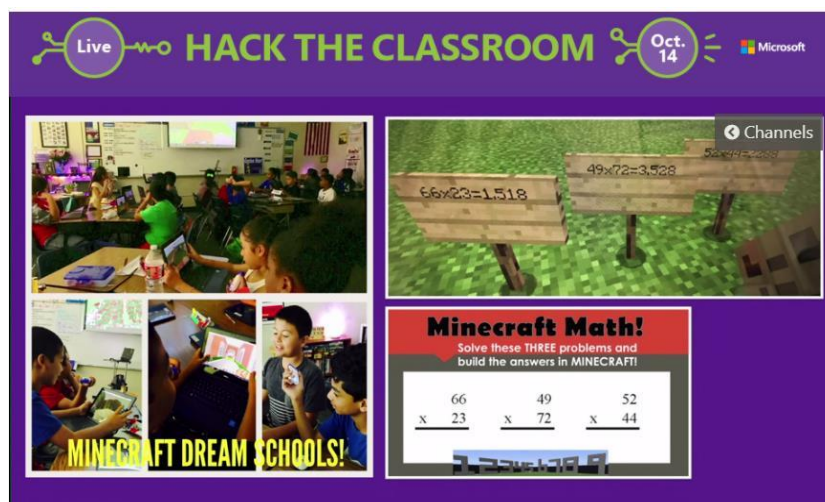 Live
HACK THE CLASSROOM
Oct.
14
Microsoft
Channels
66x23=1,518
49x72=3,528
MINECRAFT DREAM SCHOOLS!
Minecraft Math!
Solve these THREE problems and
build the answers in MINECRAFT!
66 49 52
x 23 x 72 x 44